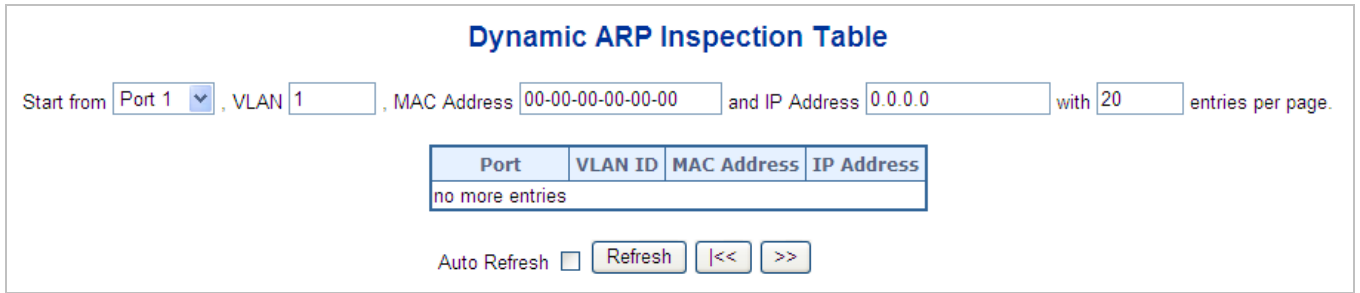 Dynamic ARP Inspection Table
Start from Port 1 , VLAN 1 , MAC Address 00-00-00-00-00-00 and IP Address 0.0.0.0 with 20 entries per page.
Port VLAN ID MAC Address IP Address
no more entries
Auto Refresh Refresh |<< >>